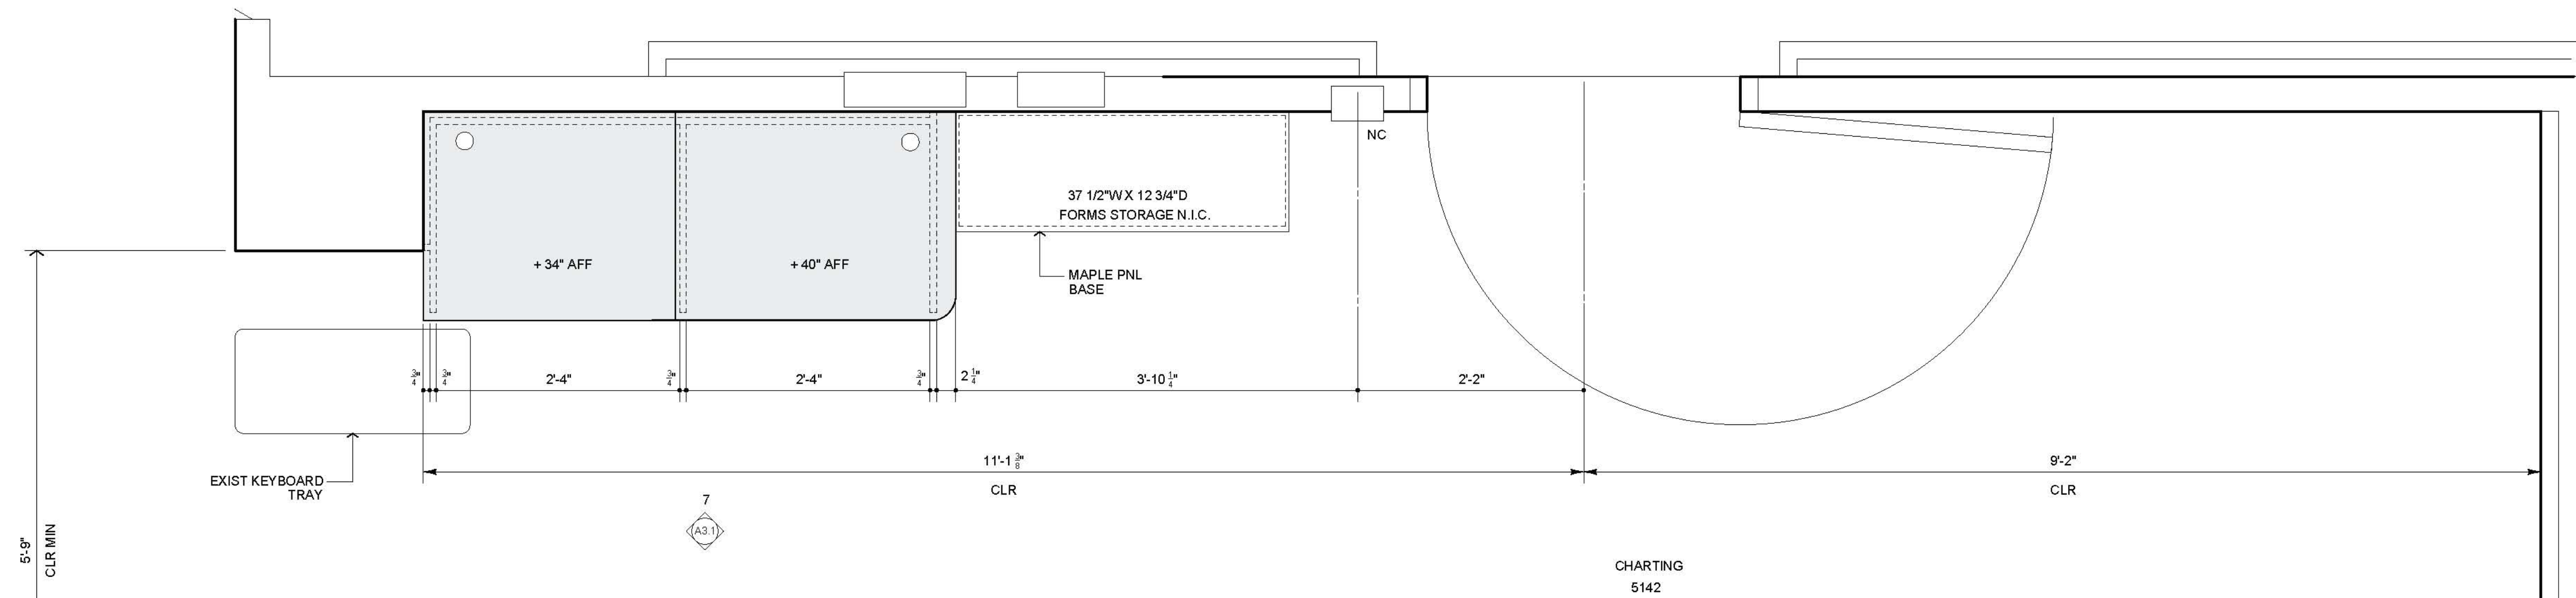 NC
37 1/2"W X 12 3/4"D
FORMS STORAGE N.I.C.
+ 34" AFF
+ 40" AFF
MAPLE PNL
BASE
3/4"
3/4"
2'-4"
3/4"
2'-4"
3/4"
2 1/4"
3'-10 1/4"
2'-2"
11'-1 3/8"
CLR
9'-2"
CLR
EXIST KEYBOARD
TRAY
7
A3.1
5'-9"
CLR MIN
CHARTING
5142